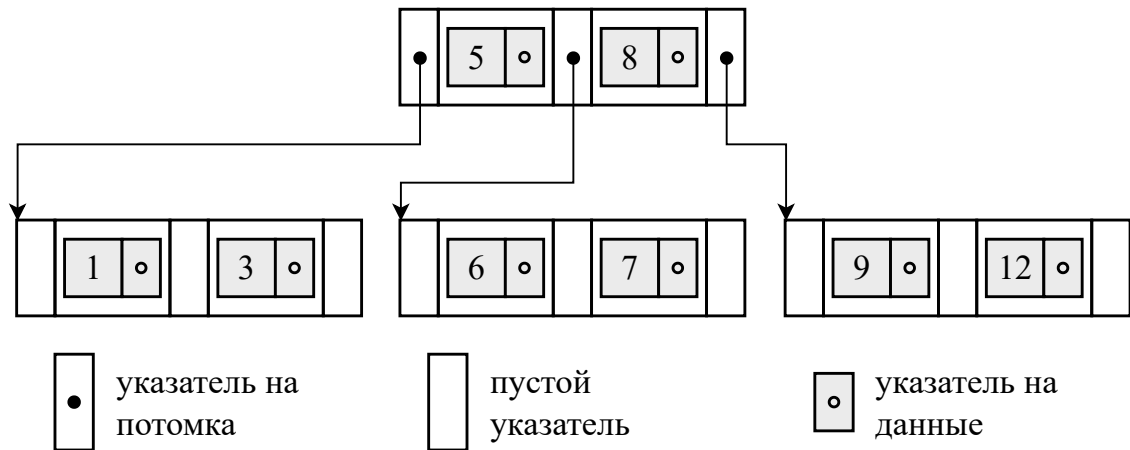 5 8
1 3 6 7 9 12
указатель на
потомка
пустой
указатель
указатель на
данные